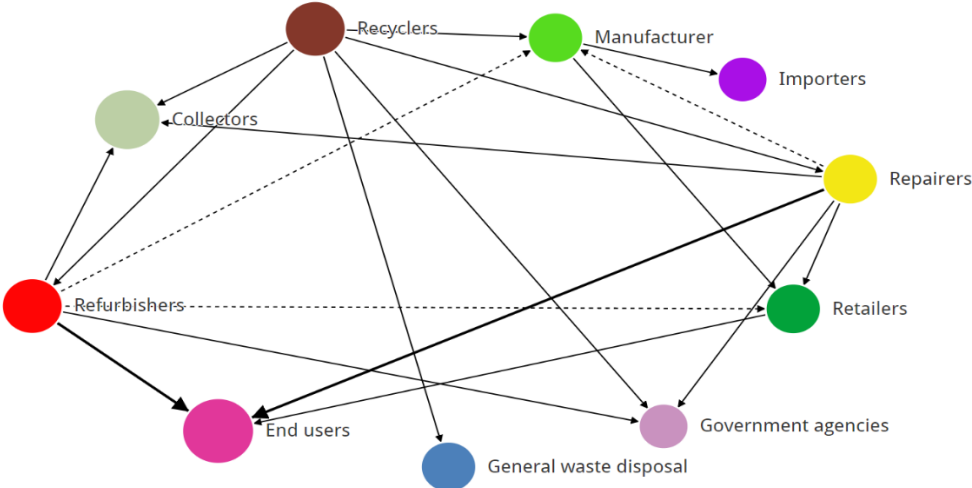 Recyclers
Manufacturer
Importers
Collectors
Repairers
Refurbishers
Retailers
End users
Government agencies
General waste disposal